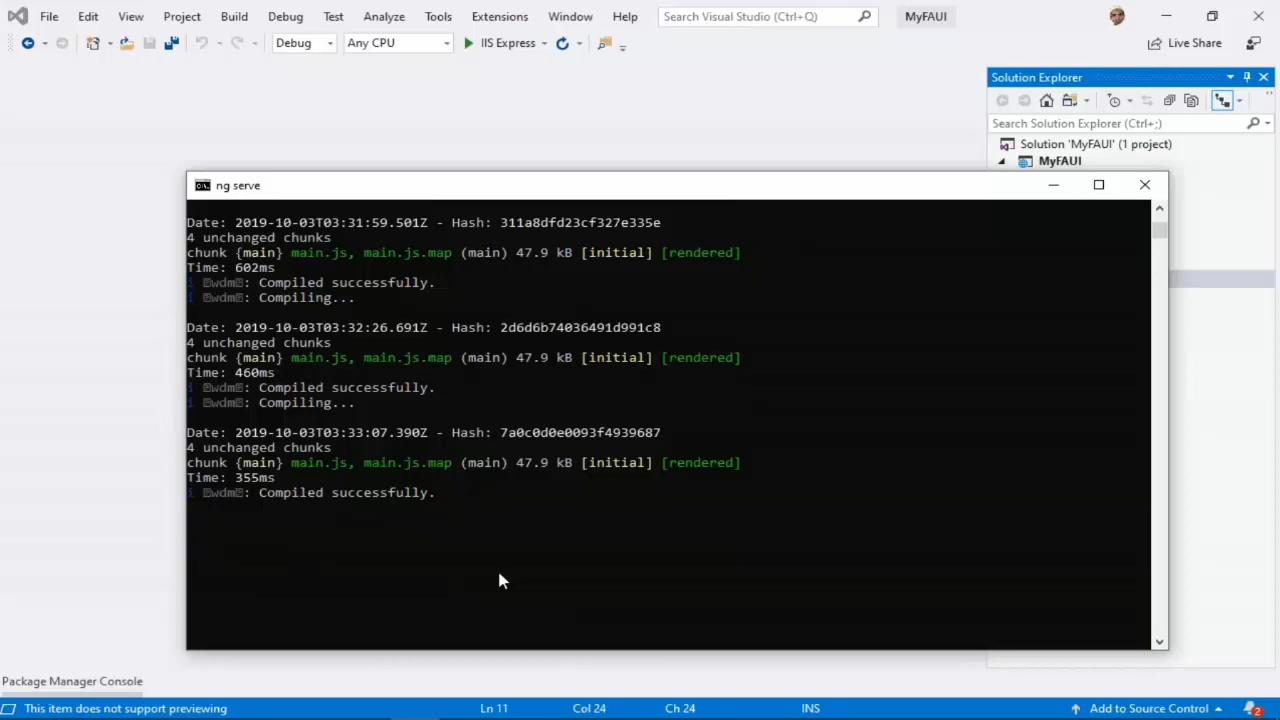 File Edit View Project Build Debug Test Analyze Tools Extensions Window Help Search Visual Studio (Ctrl+Q) MyFAUI
Debug Any CPU IIS Express Live Share
Solution Explorer
Search Solution Explorer (Ctrl+;)
Solution 'MyFAUI' (1 project)
MyFAUI
ng serve
Date: 2019-10-03T03:31:59.501Z - Hash: 311a8dfd23cf327e335e
4 unchanged chunks
chunk {main} main.js, main.js.map (main) 47.9 kB [initial] [rendered]
Time: 602ms
i wdm: Compiled successfully.
i wdm: Compiling...
Date: 2019-10-03T03:32:26.691Z - Hash: 2d6d6b74036491d991c8
4 unchanged chunks
chunk {main} main.js, main.js.map (main) 47.9 kB [initial] [rendered]
Time: 460ms
i wdm: Compiled successfully.
i wdm: Compiling...
Date: 2019-10-03T03:33:07.390Z - Hash: 7a0c0d0e0093f4939687
4 unchanged chunks
chunk {main} main.js, main.js.map (main) 47.9 kB [initial] [rendered]
Time: 355ms
i wdm: Compiled successfully.
Package Manager Console
This item does not support previewing Ln 11 Col 24 Ch 24 INS Add to Source Control 2